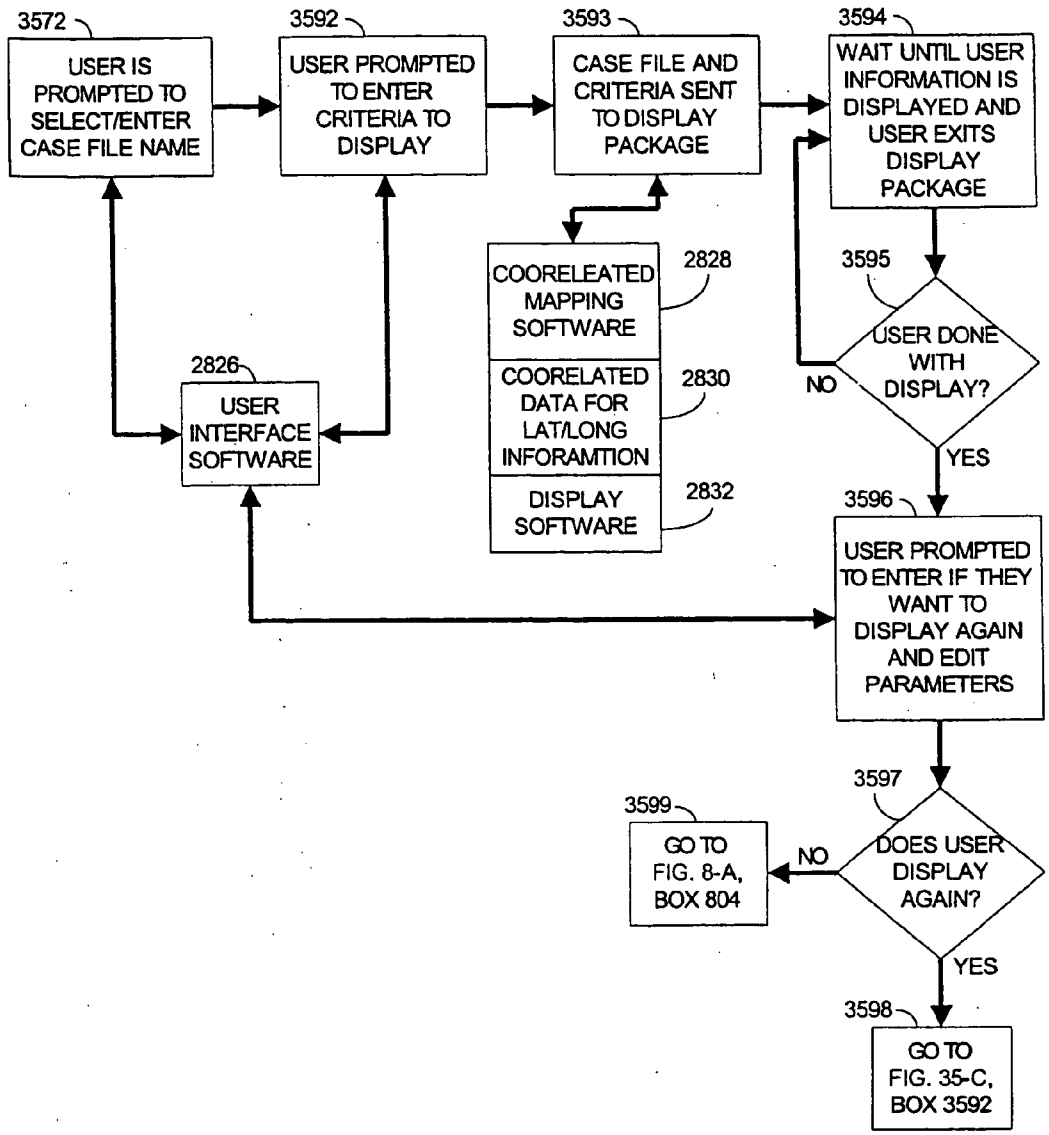 3572
USER IS
PROMPTED TO
SELECT/ENTER
CASE FILE NAME
3592
USER PROMPTED
TO ENTER
CRITERIA TO
DISPLAY
3593
CASE FILE AND
CRITERIA SENT
TO DISPLAY
PACKAGE
3594
WAIT UNTIL USER
INFORMATION IS
DISPLAYED AND
USER EXITS
DISPLAY
PACKAGE
3595
USER DONE
WITH
DISPLAY?
NO
YES
2826
USER
INTERFACE
SOFTWARE
COORELEATED
MAPPING
SOFTWARE
2828
COORELATED
DATA FOR
LAT/LONG
INFORAMTION
2830
DISPLAY
SOFTWARE
2832
3596
USER PROMPTED
TO ENTER IF THEY
WANT TO
DISPLAY AGAIN
AND EDIT
PARAMETERS
3597
DOES USER
DISPLAY
AGAIN?
NO
YES
3599
GO TO
FIG. 8-A,
BOX 804
3598
GO TO
FIG. 35-C,
BOX 3592